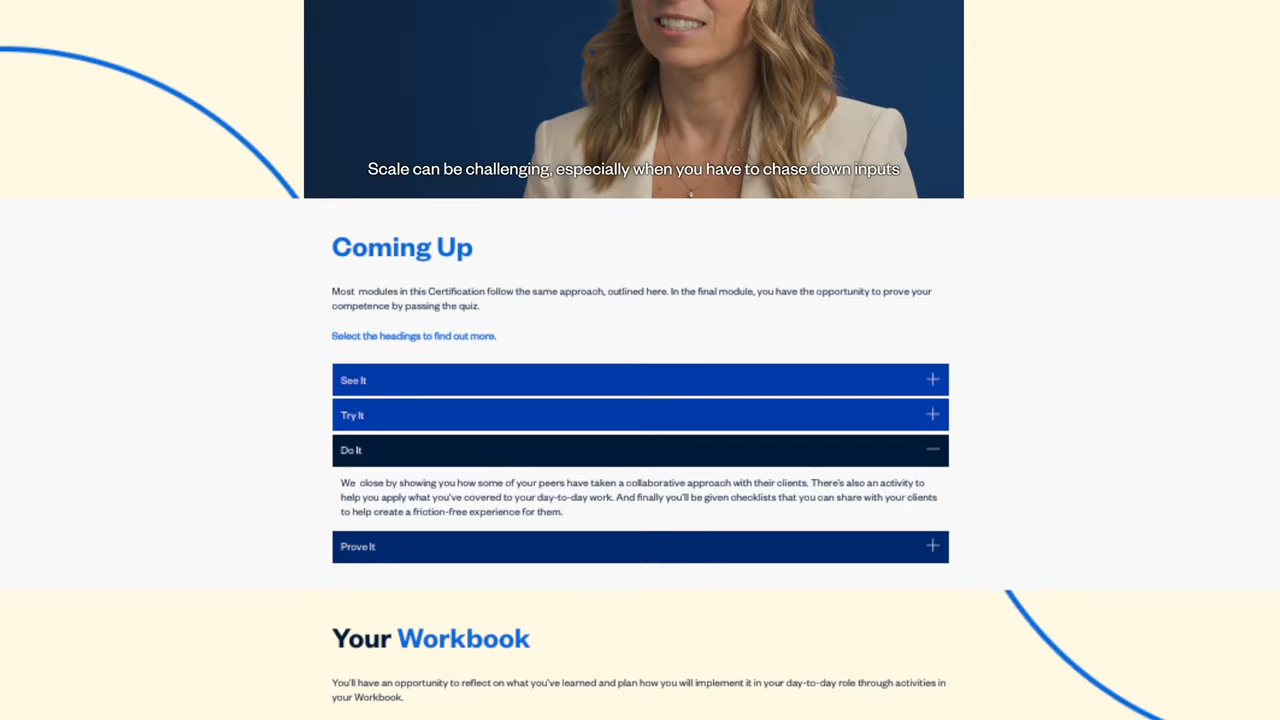 Scale can be challenging, especially when you have to chase down inputs
Coming Up
Most modules in this Certification follow the same approach, outlined here. In the final module, you have the opportunity to prove your
competence by passing the quiz.
Select the headings to find out more.
See It
Try It
Do It
We close by showing you how some of your peers have taken a collaborative approach with their clients. There's also an activity to
help you apply what you've covered to your day-to-day work. And finally you'll be given checklists that you can share with your clients
to help create a friction-free experience for them.
Prove It
Your Workbook
You'll have an opportunity to reflect on what you've learned and plan how you will implement it in your day-to-day role through activities in
your Workbook.